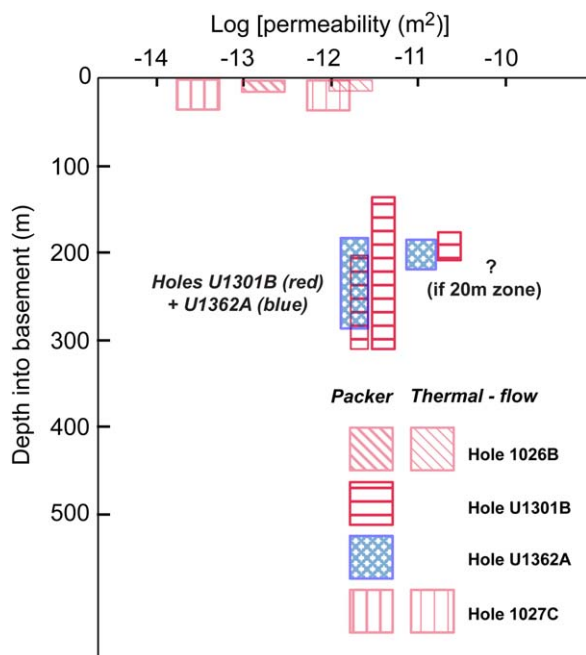 Log [permeability (m²)]
-14 -13 -12 -11 -10
0
100
200
300
400
500
Depth into basement (m)
Holes U1301B (red)
+ U1362A (blue)
?
(if 20m zone)
Packer Thermal - flow
Hole 1026B
Hole U1301B
Hole U1362A
Hole 1027C